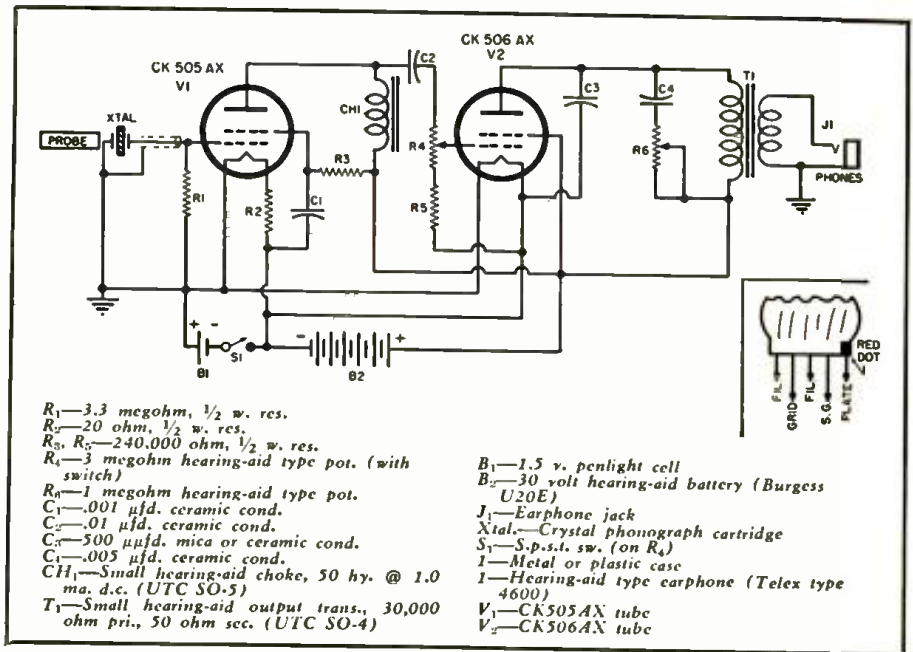 CK 505 AX
V1
CK 506 AX
V2
XTAL
PROBE
R1
R2
C1
R3
CH1
C2
R4
R5
C3
C4
R6
T1
J1
PHONES
+ -
S1
B1
- +
B2
RED
DOT
FIL
GRID
FIL
S.G.
PLATE
R₁—3.3 megohm, 1/2 w. res.
R₂—20 ohm, 1/2 w. res.
R₃, R₅—240,000 ohm, 1/2 w. res.
R₄—3 megohm hearing-aid type pot. (with
switch)
R₆—1 megohm hearing-aid type pot.
C₁—.001 μfd. ceramic cond.
C₂—.01 μfd. ceramic cond.
C₃—500 μμfd. mica or ceramic cond.
C₄—.005 μfd. ceramic cond.
CH₁—Small hearing-aid choke, 50 hy. @ 1.0
ma. d.c. (UTC SO-5)
T₁—Small hearing-aid output trans., 30,000
ohm pri., 50 ohm sec. (UTC SO-4)
B₁—1.5 v. penlight cell
B₂—30 volt hearing-aid battery (Burgess
U20E)
J₁—Earphone jack
Xtal.—Crystal phonograph cartridge
S₁—S.p.s.t. sw. (on R₄)
1—Metal or plastic case
1—Hearing-aid type earphone (Telex type
4600)
V₁—CK505AX tube
V₂—CK506AX tube